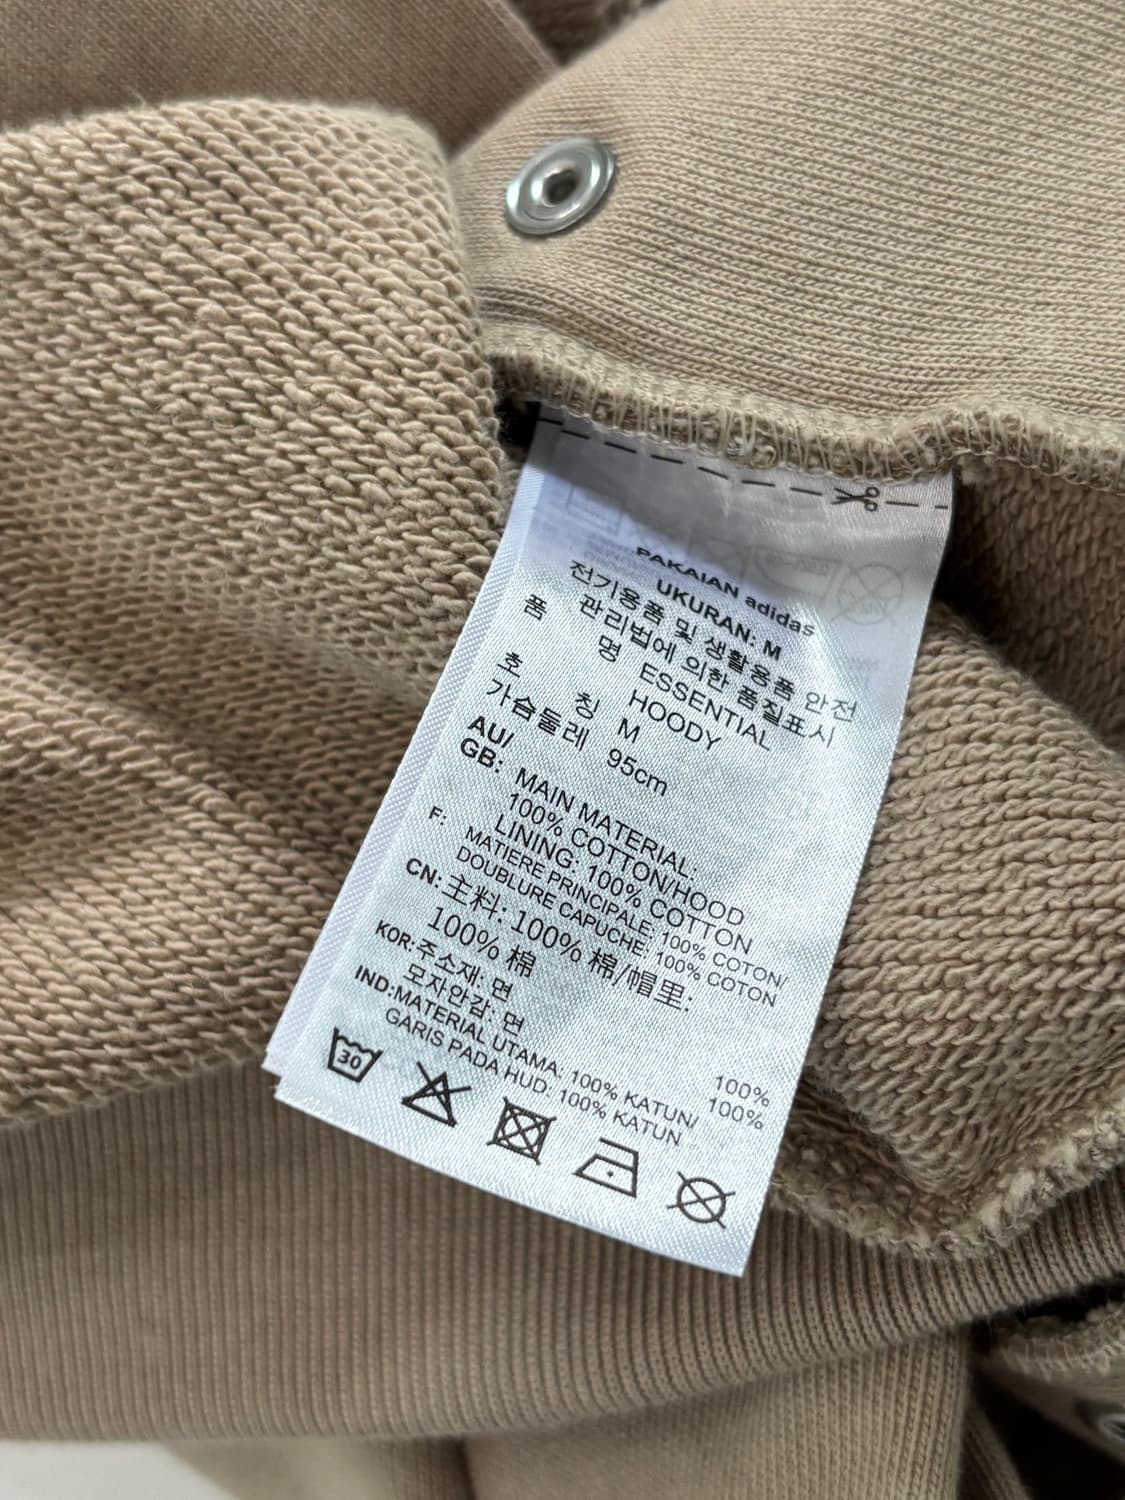 PAKAIAN adidas
UKURAN: M
전기용품 및 생활용품 안전
관리법에 의한 품질표시
품 명 ESSENTIAL
HOODY
호 칭 M
가슴둘레 95cm
AU/
GB: MAIN MATERIAL:
100% COTTON/HOOD
LINING: 100% COTTON
F: MATIERE PRINCIPALE: 100% COTON/
DOUBLURE CAPUCHE: 100% COTON
CN: 主料: 100% 棉/帽里:
100% 棉
KOR: 주소재: 면 100%
모자안감: 면 100%
IND:MATERIAL UTAMA: 100% KATUN/
GARIS PADA HUD: 100% KATUN
30